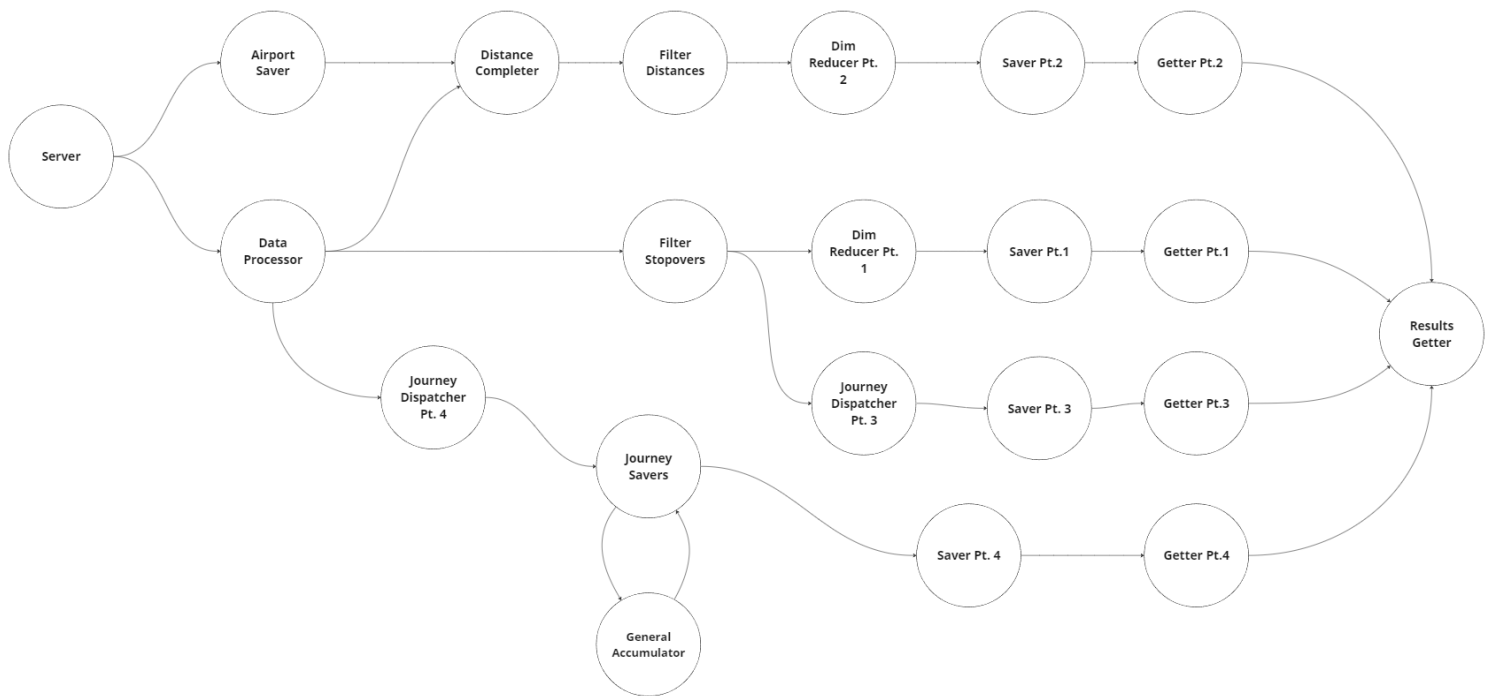 Airport
Saver
Distance
Completer
Filter
Distances
Dim
Reducer Pt.
2
Saver Pt.2
Getter Pt.2
Server
Data
Processor
Filter
Stopovers
Dim
Reducer Pt.
1
Saver Pt.1
Getter Pt.1
Results
Getter
Journey
Dispatcher
Pt. 4
Journey
Dispatcher
Pt. 3
Saver Pt. 3
Getter Pt.3
Journey
Savers
Saver Pt. 4
Getter Pt.4
General
Accumulator